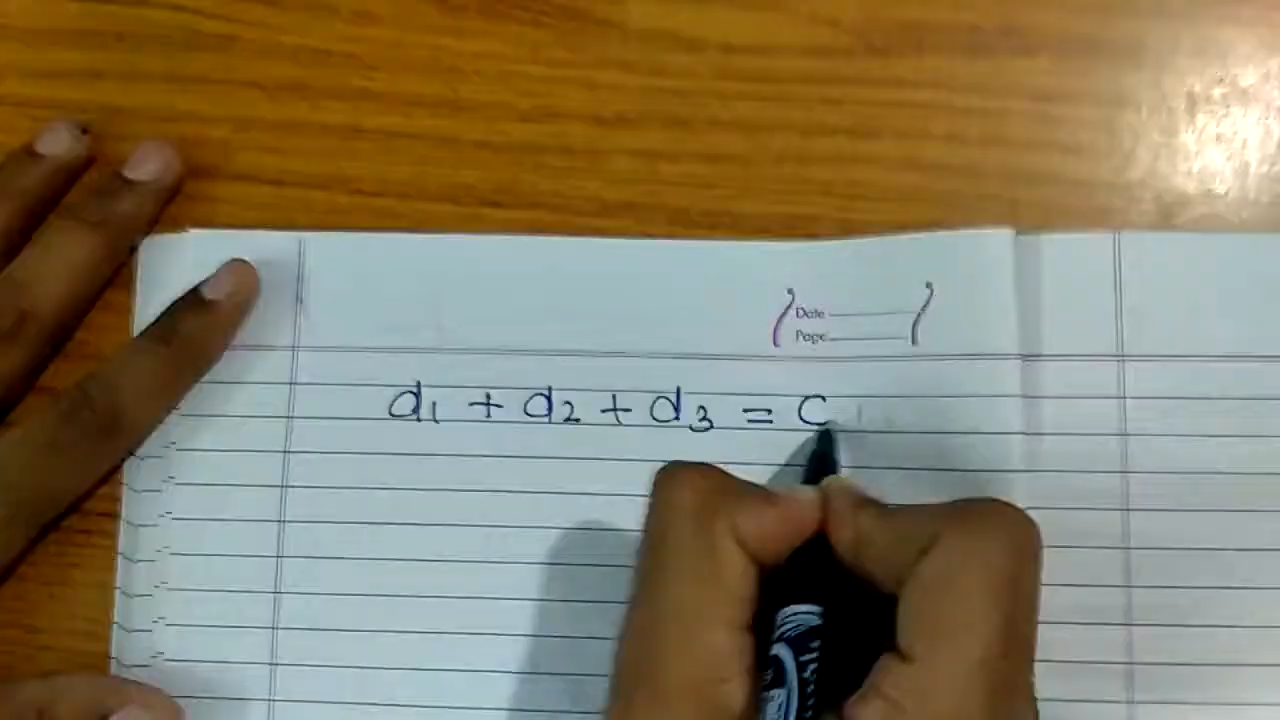 Date
Page
d1 + d2 + d3 = C